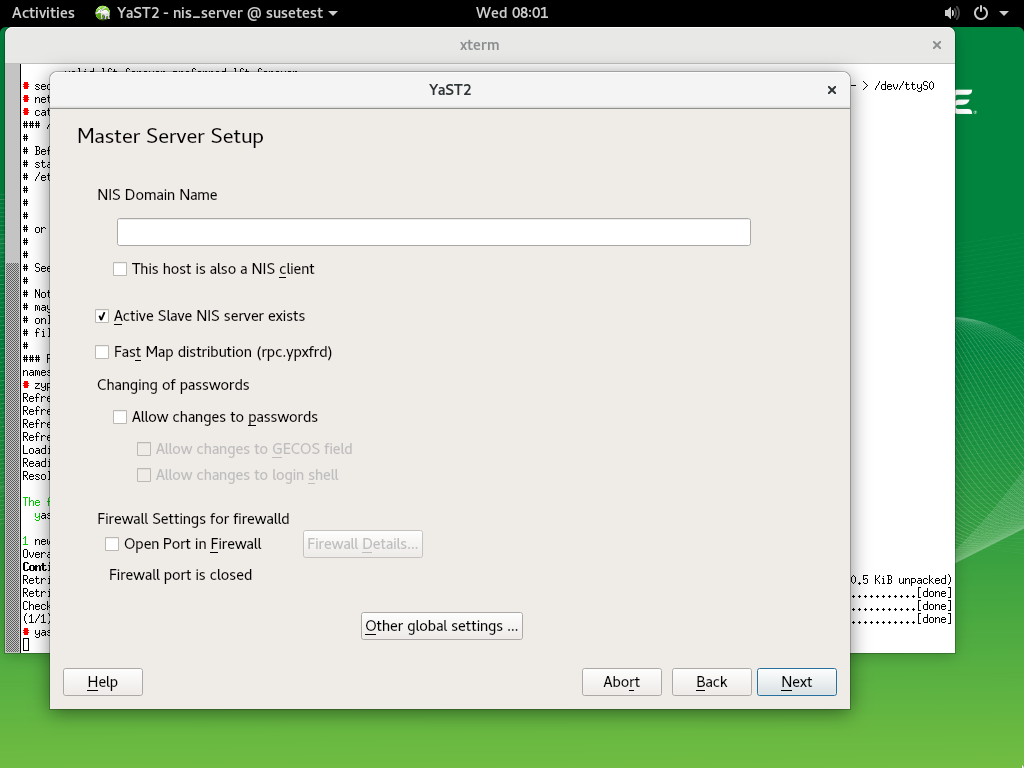 Activities YaST2 - nis_server @ susetest Wed 08:01
xterm
valid_lft forever preferred_lft forever
> /dev/ttyS0
# net
# cat
###
#
# Bef
# sta
# /et
#
#
#
# or
#
#
# See
#
# Not
# may
# onl
# fil
#
### F
names
# zyp
Refre
Refre
Refre
Refre
Loadi
Readi
Resol
The f
yas
1 new
Overa
Conti
Retri 0.5 KiB unpacked)
Retri ...........[done]
Check ...........[done]
(1/1) ...........[done]
# yas
YaST2
Master Server Setup
NIS Domain Name
This host is also a NIS client
Active Slave NIS server exists
Fast Map distribution (rpc.ypxfrd)
Changing of passwords
Allow changes to passwords
Allow changes to GECOS field
Allow changes to login shell
Firewall Settings for firewalld
Open Port in Firewall Firewall Details...
Firewall port is closed
Other global settings ...
Help Abort Back Next